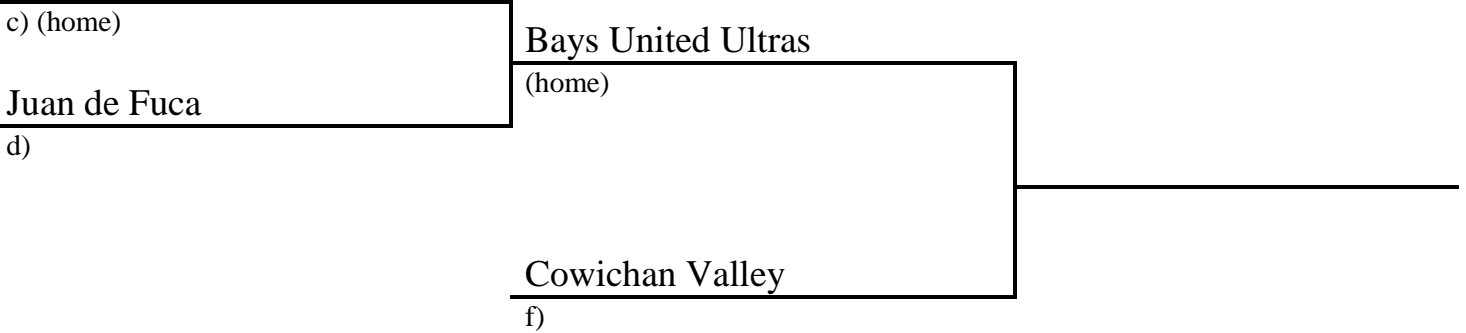 c) (home)
Bays United Ultras
(home)
Juan de Fuca
d)
Cowichan Valley
f)